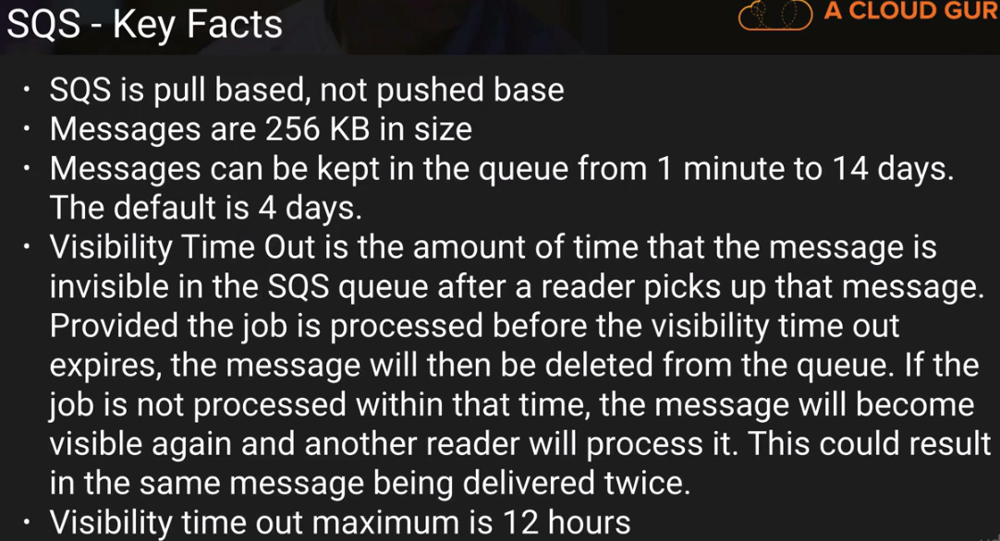 SQS - Key Facts
A CLOUD GUR
• SQS is pull based, not pushed base
• Messages are 256 KB in size
• Messages can be kept in the queue from 1 minute to 14 days.
The default is 4 days.
• Visibility Time Out is the amount of time that the message is
invisible in the SQS queue after a reader picks up that message.
Provided the job is processed before the visibility time out
expires, the message will then be deleted from the queue. If the
job is not processed within that time, the message will become
visible again and another reader will process it. This could result
in the same message being delivered twice.
• Visibility time out maximum is 12 hours